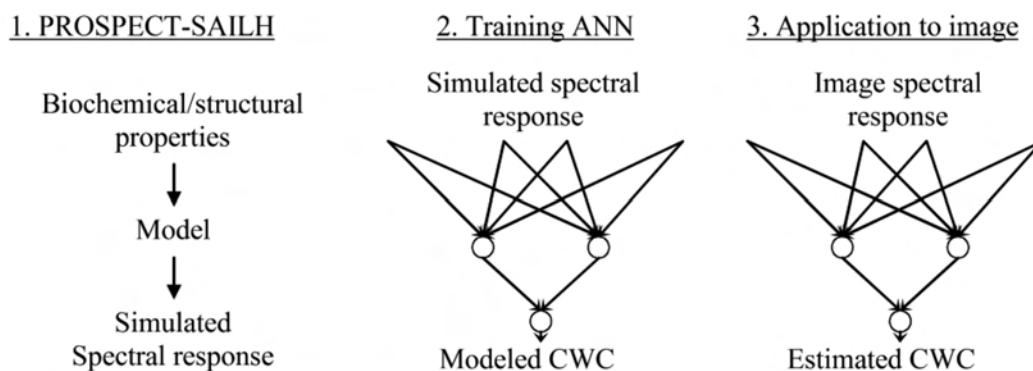 1. PROSPECT-SAILH
Biochemical/structural
properties
Model
Simulated
Spectral response
2. Training ANN
Simulated spectral
response
Modeled CWC
3. Application to image
Image spectral
response
Estimated CWC